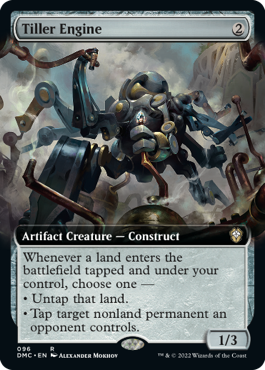 Tiller Engine 2
Artifact Creature — Construct
Whenever a land enters the
battlefield tapped and under your
control, choose one —
• Untap that land.
• Tap target nonland permanent an
opponent controls.
1/3
096 R
DMC • EN Alexander Mokhov
™ & © 2022 Wizards of the Coast